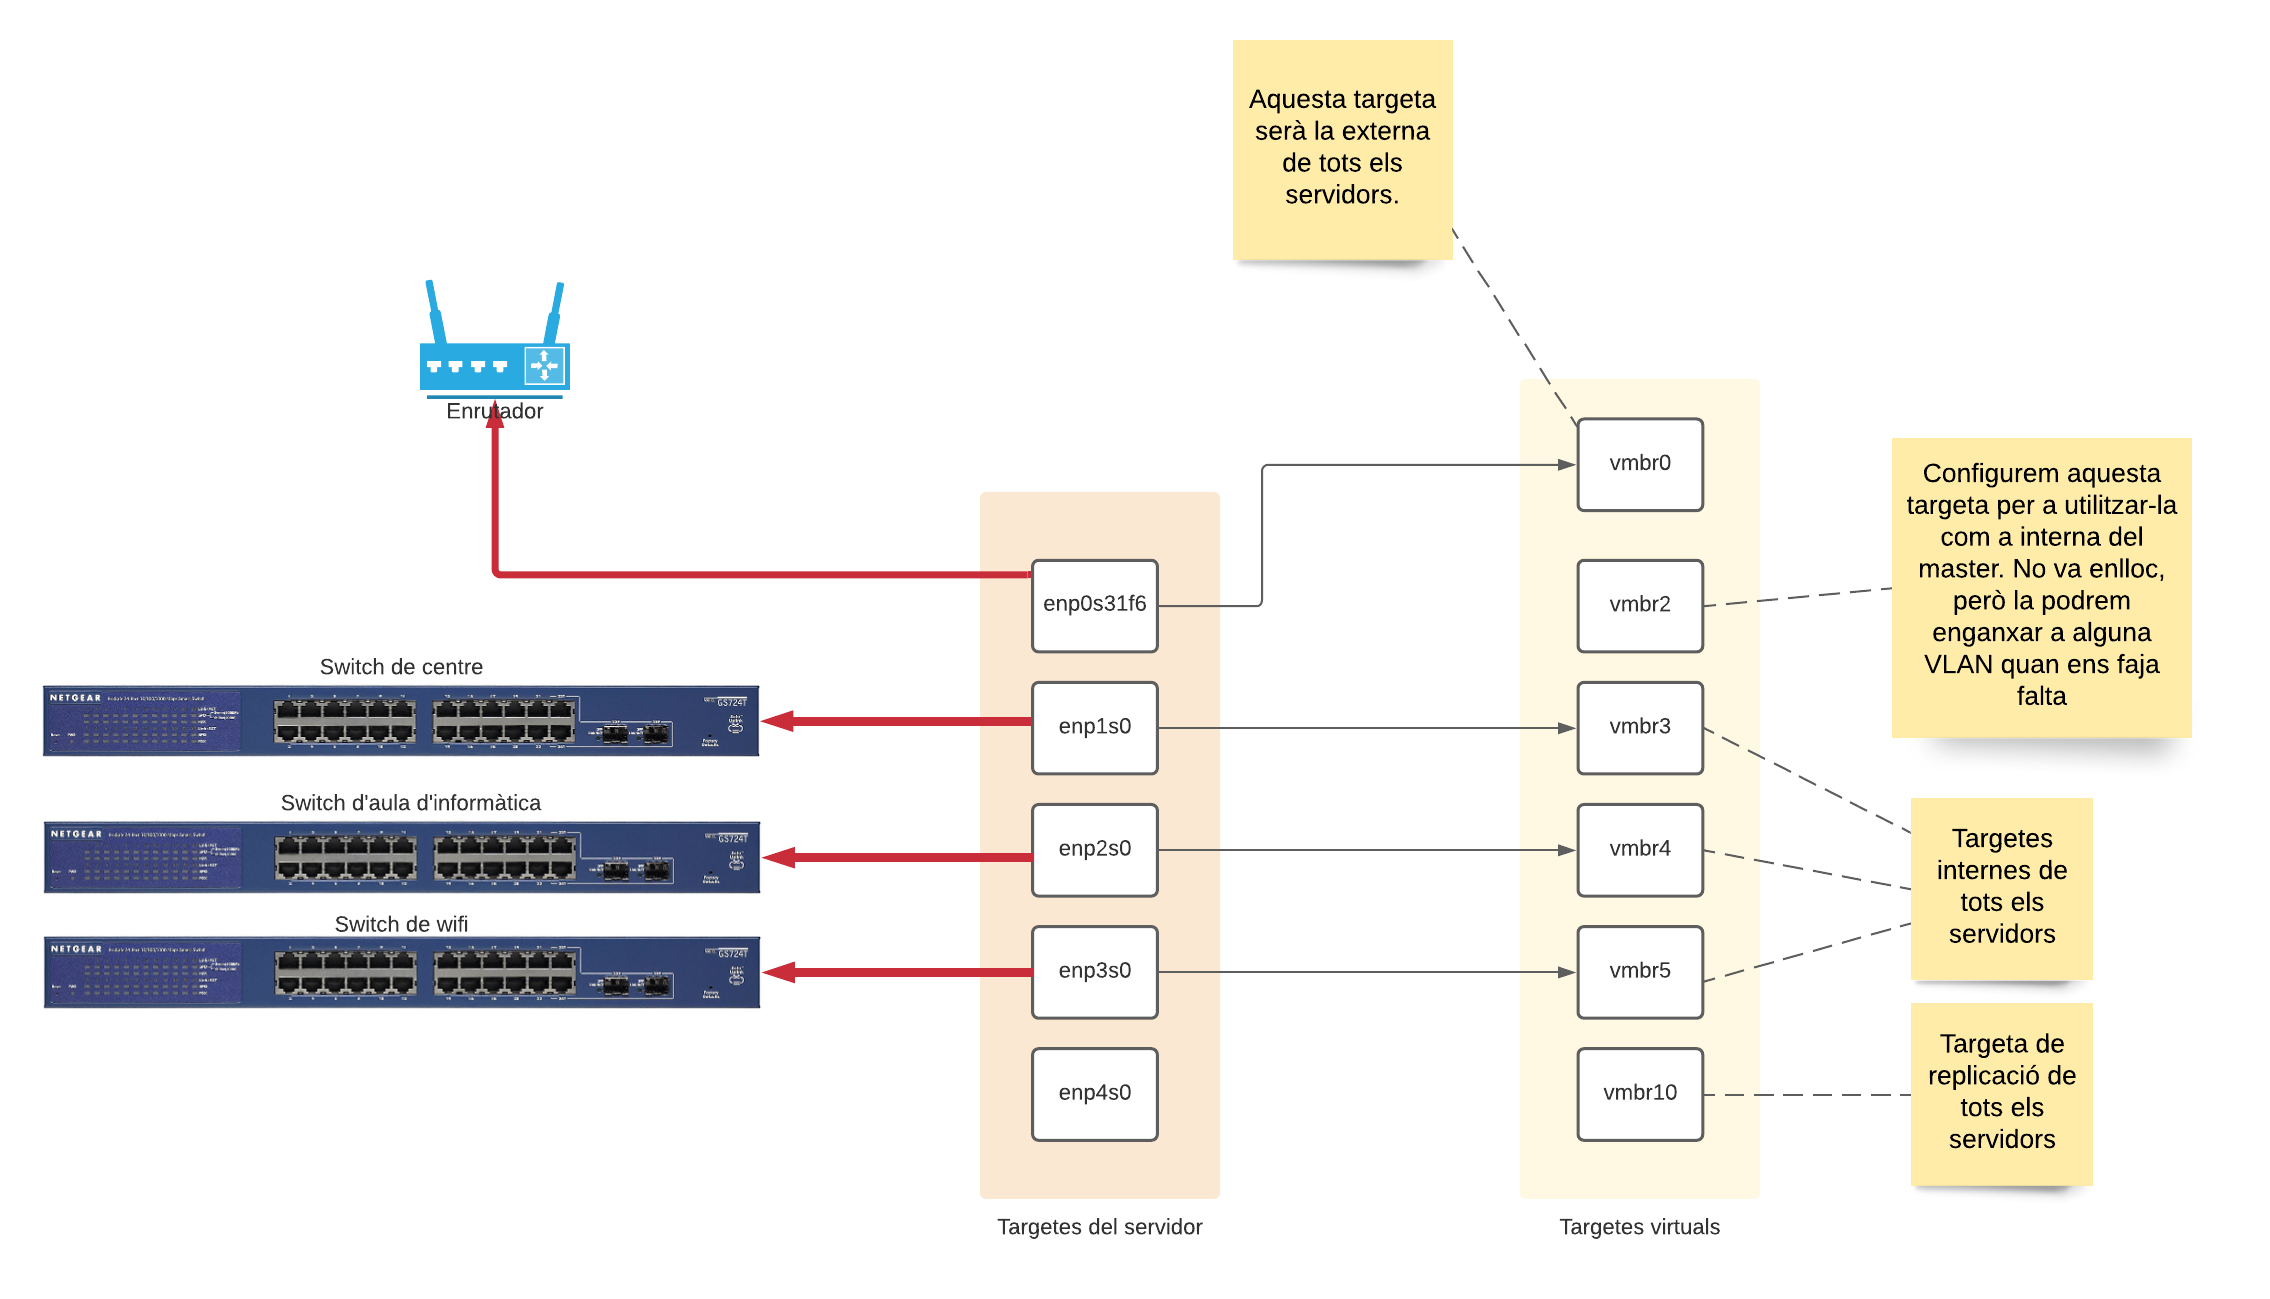 Aquesta targeta
serà la externa
de tots els
servidors.
Enrutador
vmbr0
Configurem aquesta
targeta per a utilitzar-la
com a interna del
master. No va enlloc,
però la podrem
enganxar a alguna
VLAN quan ens faja
falta
enp0s31f6
vmbr2
Switch de centre
NETGEAR
GS724T
enp1s0
vmbr3
Switch d'aula d'informàtica
NETGEAR
GS724T
enp2s0
vmbr4
Targetes
internes de
tots els
servidors
Switch de wifi
NETGEAR
GS724T
enp3s0
vmbr5
enp4s0
vmbr10
Targeta de
replicació de
tots els
servidors
Targetes del servidor
Targetes virtuals